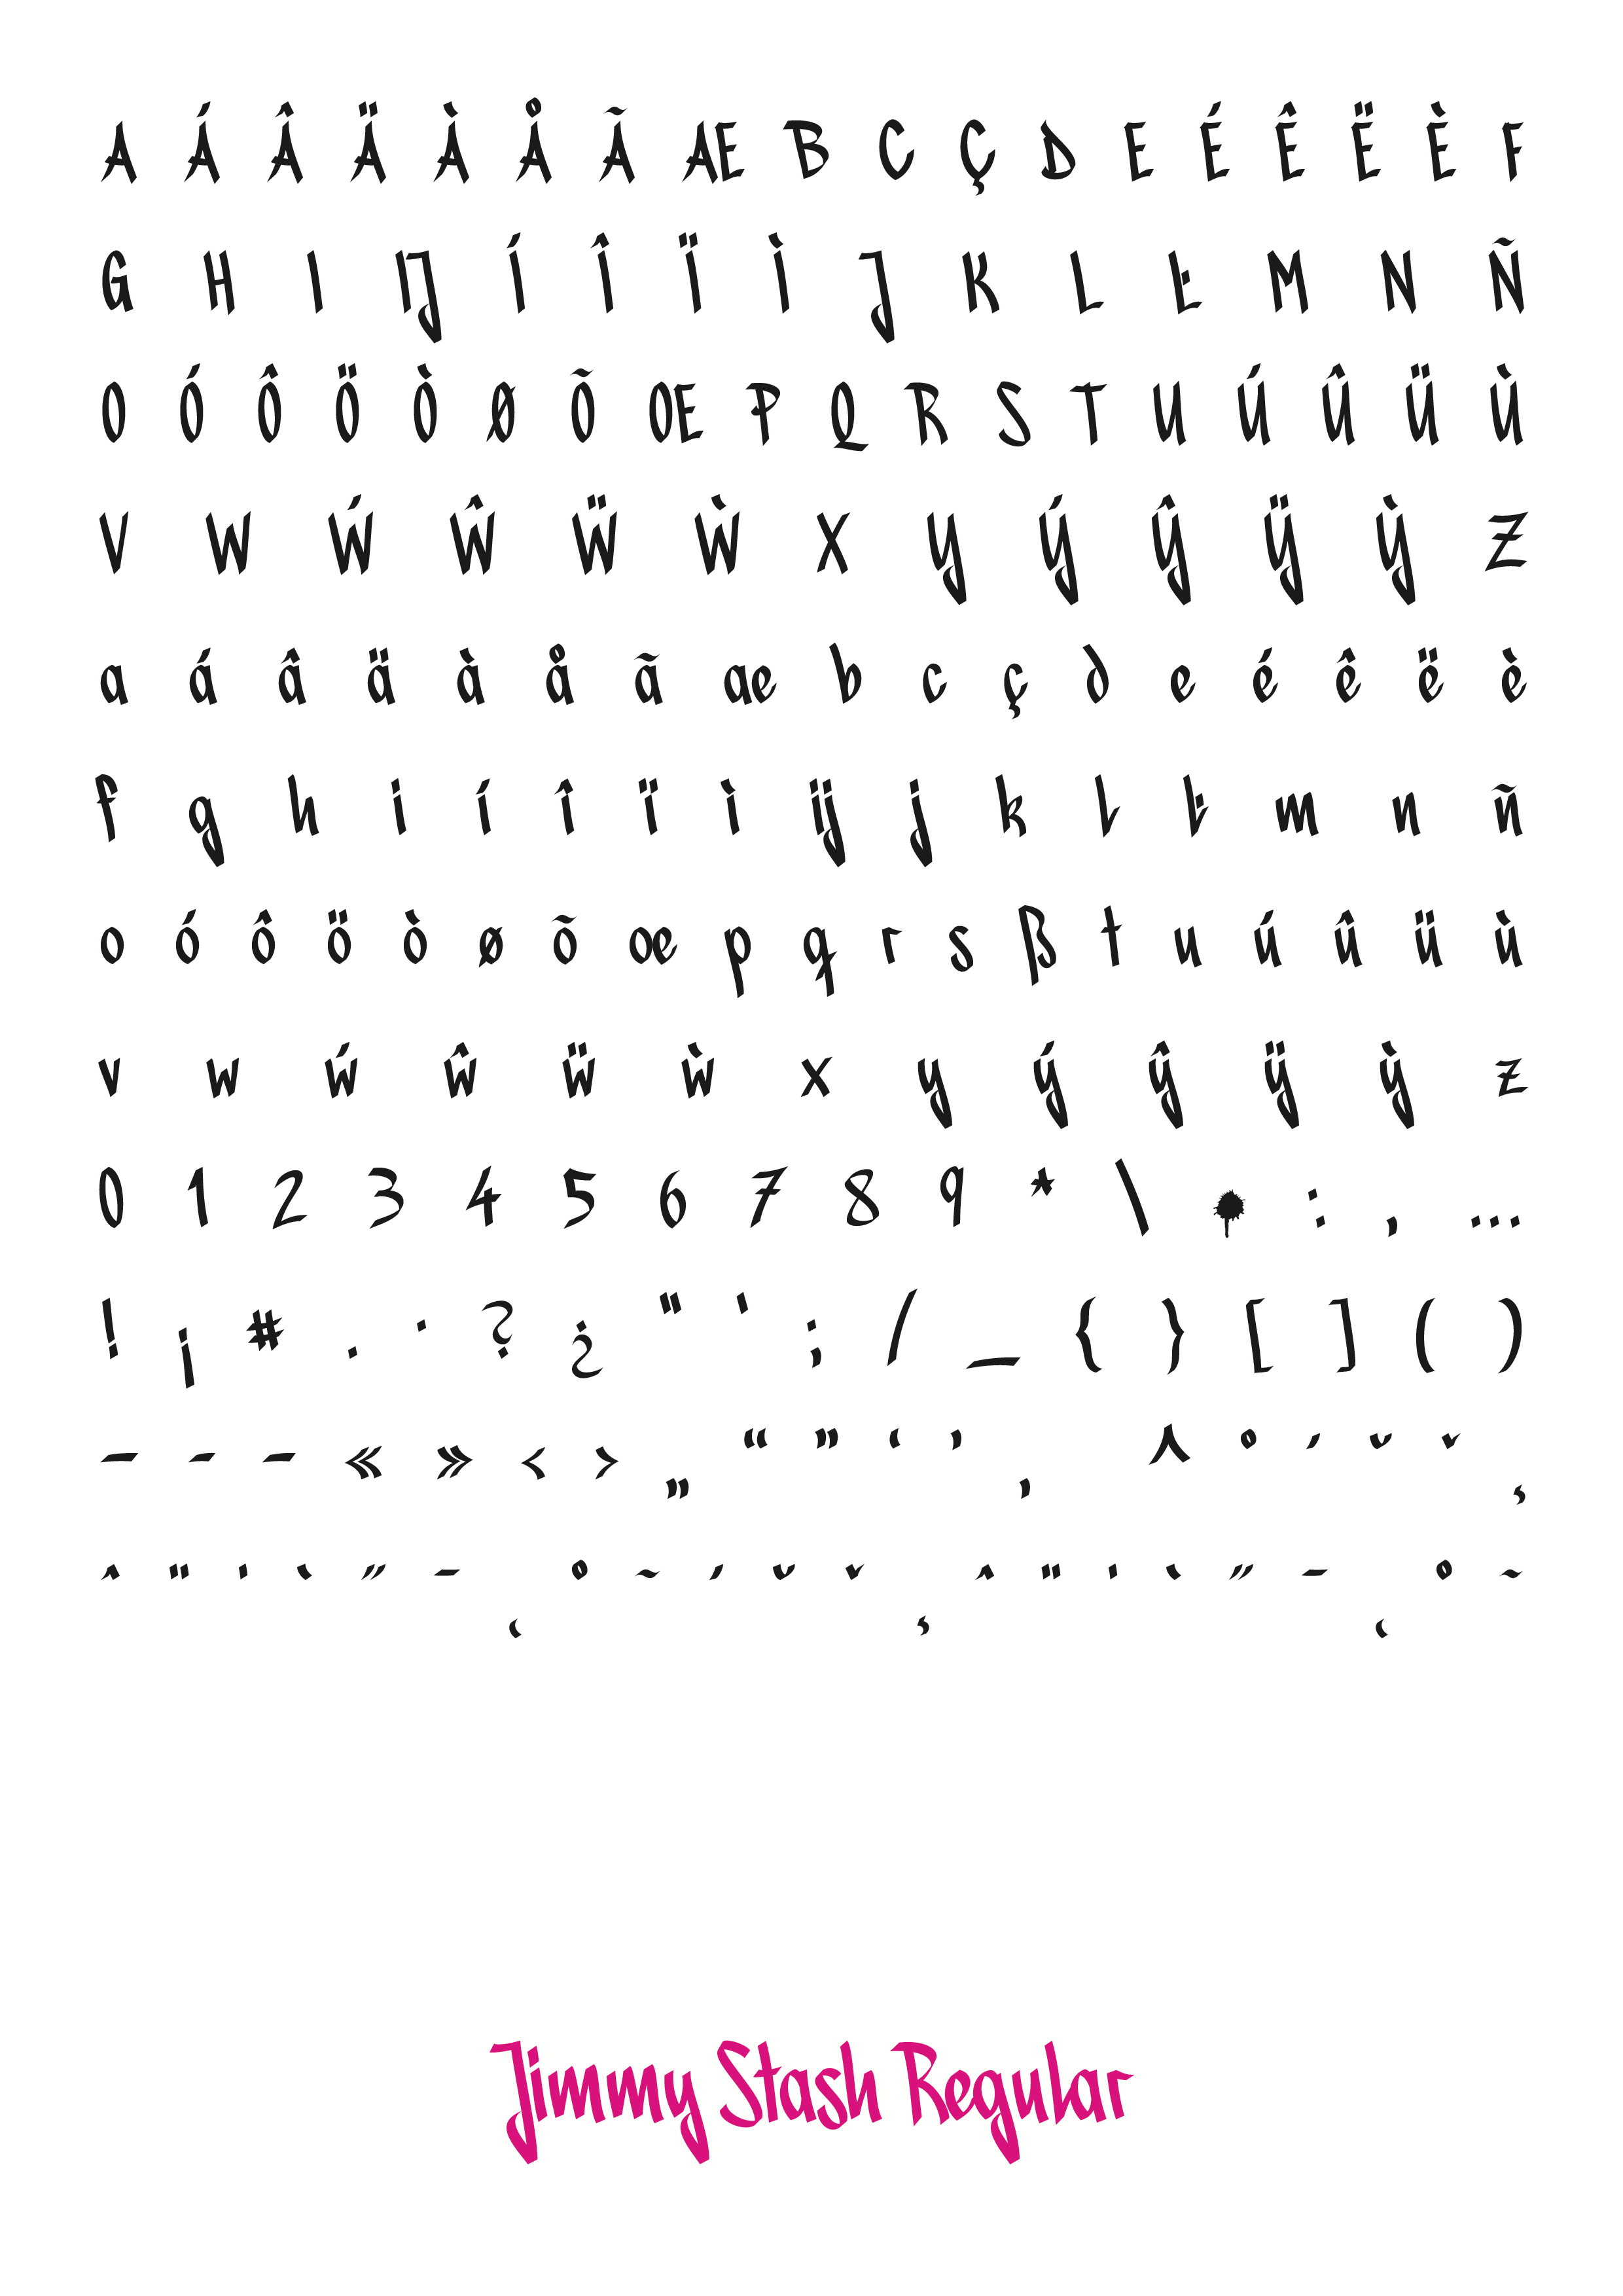 A Á Â Ä À Å Ã Æ B C Ç D E É Ê Ë È F
G H I IJ Í Î Ï Ì J K L Ŀ M N Ñ
O Ó Ô Ö Ò Ø Õ Œ P Q R S T U Ú Û Ü Ù
V W Ẃ Ŵ Ẅ Ẁ X Y Ý Ŷ Ÿ Ỳ Z
a á â ä à å ã æ b c ç d e é ê ë è
f g h i í î ï ì ij j k l ŀ m n ñ
o ó ô ö ò ø õ œ p q r s ß t u ú û ü ù
v w ẃ ŵ ẅ ẁ x y ý ŷ ÿ ỳ z
0 1 2 3 4 5 6 7 8 9 * \ • : , …
! ¡ # . · ? ¿ " ' ; / _ { } [ ] ( )
— - – « » ‹ › „ “ ” ‘ ’ ‚ ^ ° ´ ˘ ˇ ¸
ˆ ¨ ˙ ` ˝ ¯ ˛ ˚ ˜ ´ ˘ ˇ ¸ ˆ ¨ ˙ ` ˝ ¯ ˛ ˚ ˜
Jimmy Stash Regular